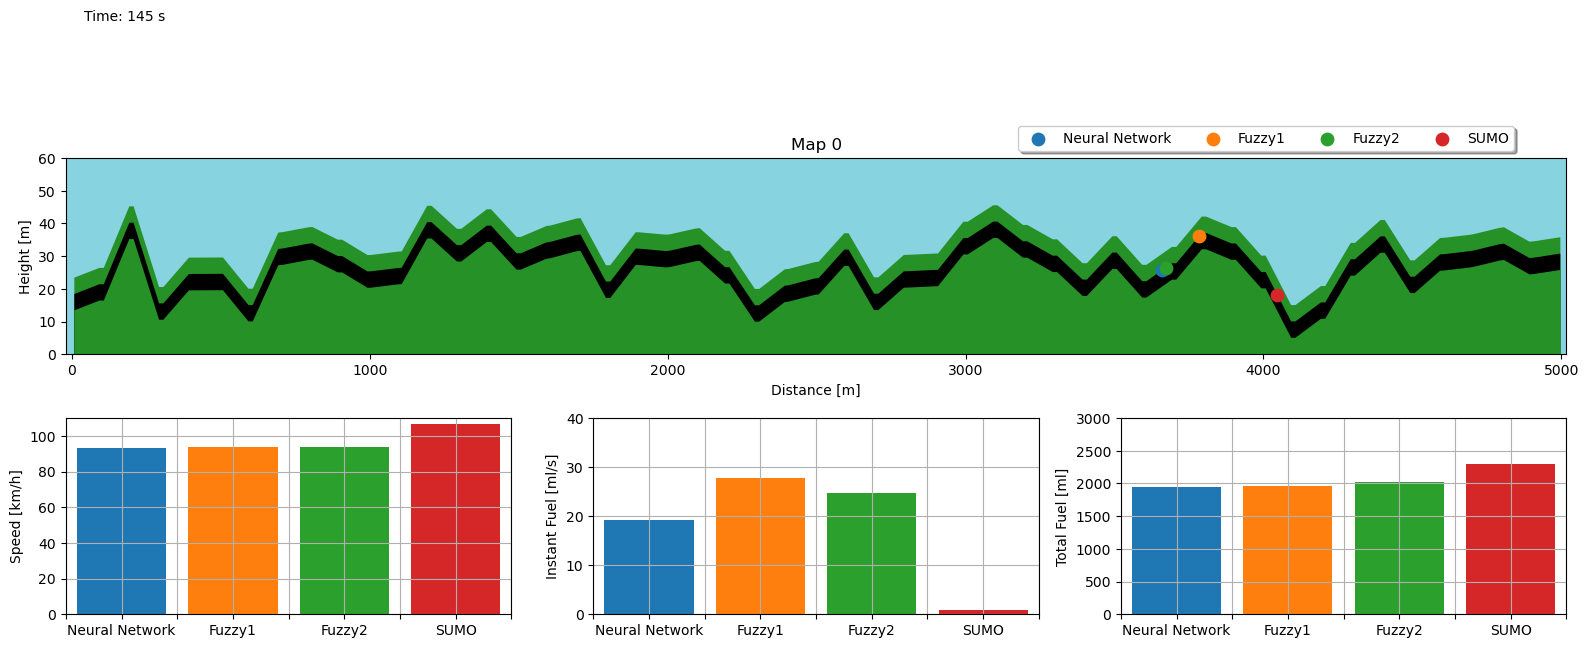 Time: 145 s
Neural Network Fuzzy1 Fuzzy2 SUMO
Map 0
Height [m]
60
50
40
30
20
10
0
0 1000 2000 3000 4000 5000
Distance [m]
Speed [km/h]
100
80
60
40
20
0
Neural Network Fuzzy1 Fuzzy2 SUMO
Instant Fuel [ml/s]
40
30
20
10
0
Neural Network Fuzzy1 Fuzzy2 SUMO
Total Fuel [ml]
3000
2500
2000
1500
1000
500
0
Neural Network Fuzzy1 Fuzzy2 SUMO